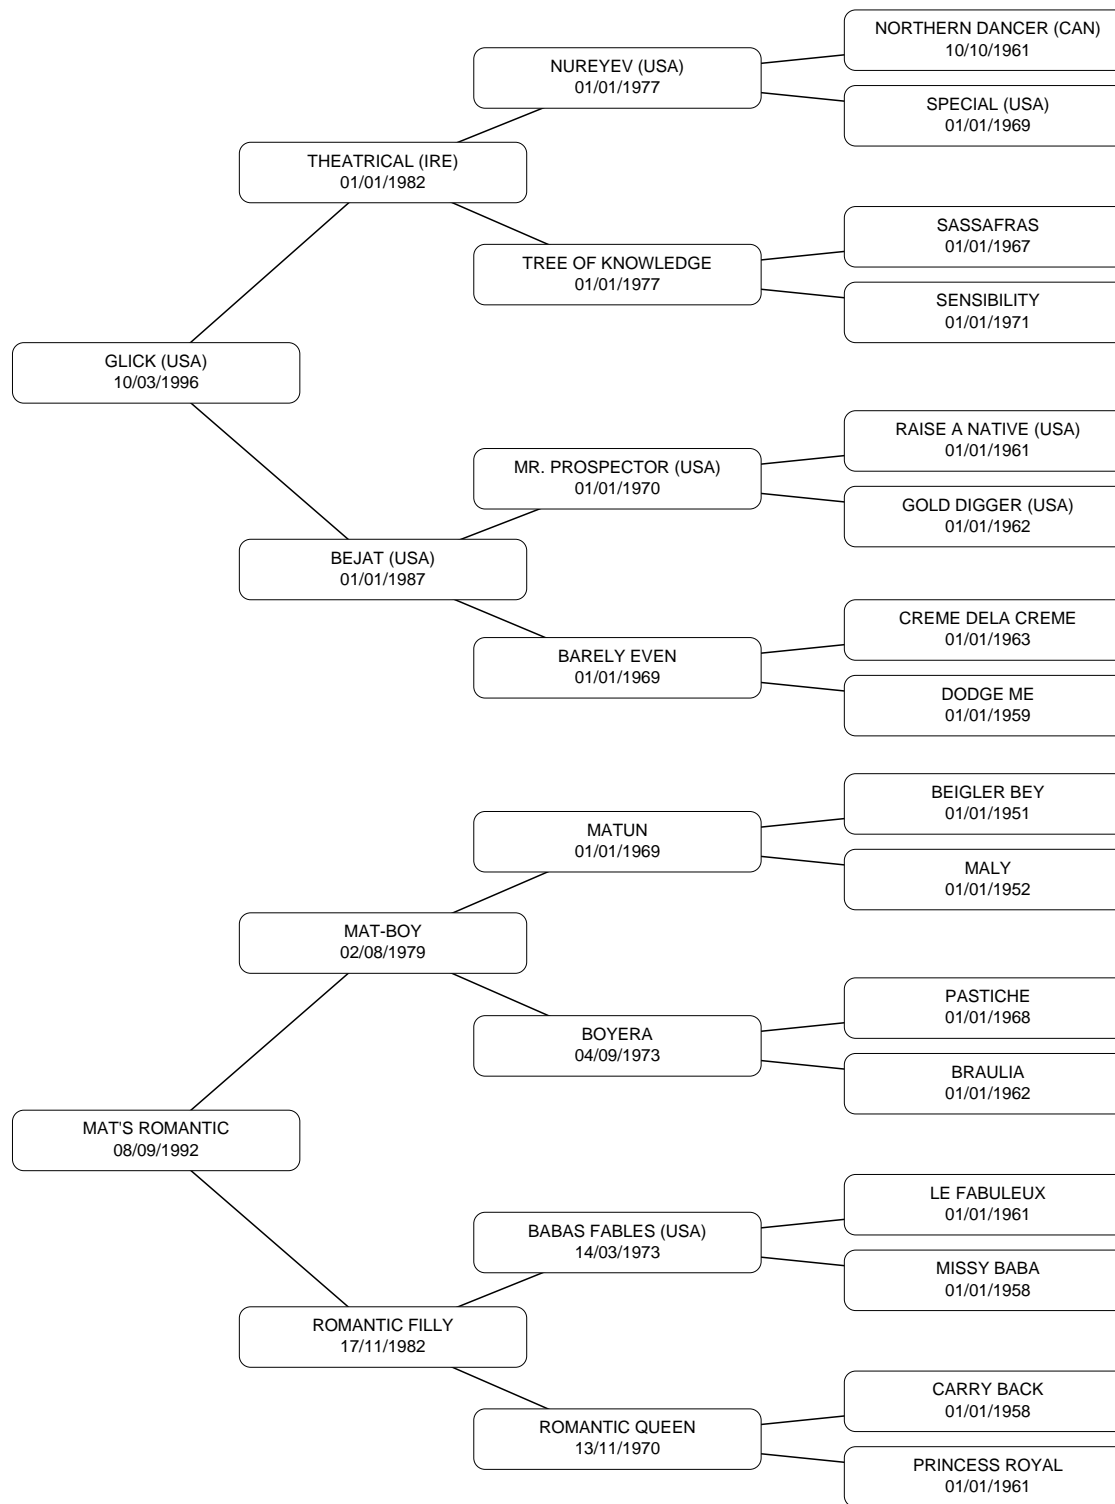 NORTHERN DANCER (CAN)
10/10/1961
NUREYEV (USA)
01/01/1977
SPECIAL (USA)
01/01/1969
THEATRICAL (IRE)
01/01/1982
SASSAFRAS
01/01/1967
TREE OF KNOWLEDGE
01/01/1977
SENSIBILITY
01/01/1971
GLICK (USA)
10/03/1996
RAISE A NATIVE (USA)
01/01/1961
MR. PROSPECTOR (USA)
01/01/1970
GOLD DIGGER (USA)
01/01/1962
BEJAT (USA)
01/01/1987
CREME DELA CREME
01/01/1963
BARELY EVEN
01/01/1969
DODGE ME
01/01/1959
BEIGLER BEY
01/01/1951
MATUN
01/01/1969
MALY
01/01/1952
MAT-BOY
02/08/1979
PASTICHE
01/01/1968
BOYERA
04/09/1973
BRAULIA
01/01/1962
MAT'S ROMANTIC
08/09/1992
LE FABULEUX
01/01/1961
BABAS FABLES (USA)
14/03/1973
MISSY BABA
01/01/1958
ROMANTIC FILLY
17/11/1982
CARRY BACK
01/01/1958
ROMANTIC QUEEN
13/11/1970
PRINCESS ROYAL
01/01/1961